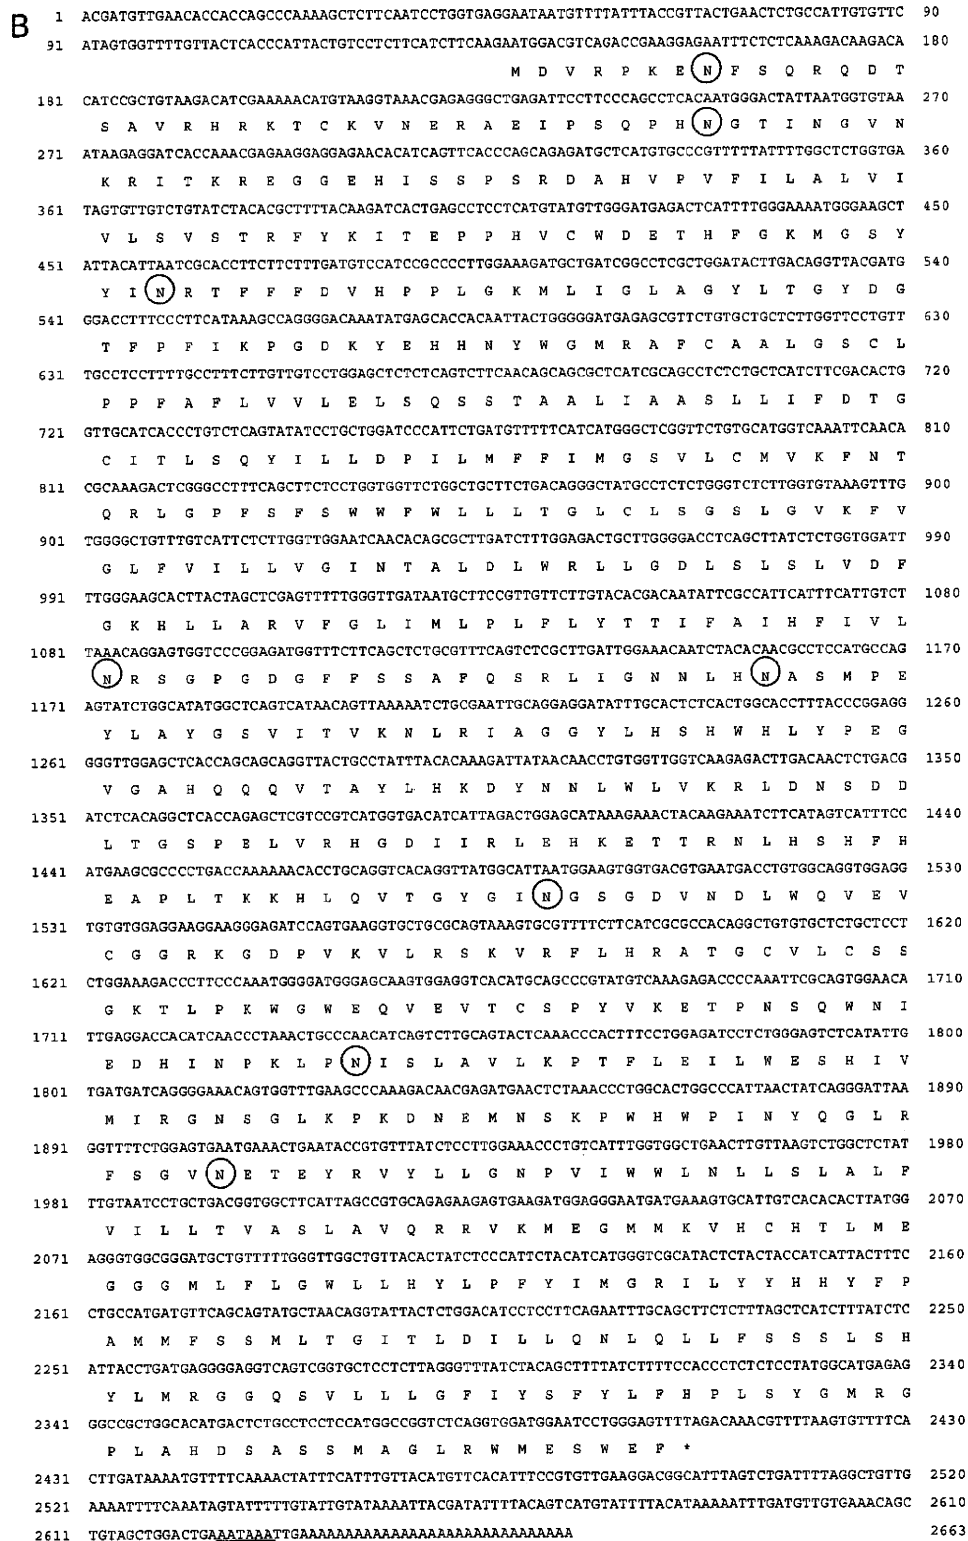 B
1 ACGATGTTGAACACCACCAGCCCAAAAGCTCTTCAATCCTGGTGAGGAATAATGTTTTATTTACCGTTACTGAACTCTGCCATTGTGTTC 90
91 ATAGTGGTTTTGTTACTCACCCATTACTGTCCTCTTCATCTTCAAGAATGGACGTCAGACCGAAGGAGAATTTCTCTCAAAGACAAGACA 180
M D V R P K E N F S Q R Q D T
181 CATCCGCTGTAAGACATCGAAAAACATGTAAGGTAAACGAGAGGGCTGAGATTCCTTCCCAGCCTCACAATGGGACTATTAATGGTGTAA 270
S A V R H R K T C K V N E R A E I P S Q P H N G T I N G V N
271 ATAAGAGGATCACCAAACGAGAAGGAGGAGAACACATCAGTTCACCCAGCAGAGATGCTCATGTGCCCGTTTTTATTTTGGCTCTGGTGA 360
K R I T K R E G G E H I S S P S R D A H V P V F I L A L V I
361 TAGTGTTGTCTGTATCTACACGCTTTTACAAGATCACTGAGCCTCCTCATGTATGTTGGGATGAGACTCATTTTGGGAAAATGGGAAGCT 450
V L S V S T R F Y K I T E P P H V C W D E T H F G K M G S Y
451 ATTACATTAATCGCACCTTCTTCTTTGATGTCCATCCGCCCCTTGGAAAGATGCTGATCGGCCTCGCTGGATACTTGACAGGTTACGATG 540
Y I N R T F F F D V H P P L G K M L I G L A G Y L T G Y D G
541 GGACCTTTCCCTTCATAAAGCCAGGGGACAAATATGAGCACCACAATTACTGGGGGATGAGAGCGTTCTGTGCTGCTCTTGGTTCCTGTT 630
T F P F I K P G D K Y E H H N Y W G M R A F C A A L G S C L
631 TGCCTCCTTTTGCCTTTCTTGTTGTCCTGGAGCTCTCTCAGTCTTCAACAGCAGCGCTCATCGCAGCCTCTCTGCTCATCTTCGACACTG 720
P P F A F L V V L E L S Q S S T A A L I A A S L L I F D T G
721 GTTGCATCACCCTGTCTCAGTATATCCTGCTGGATCCCATTCTGATGTTTTTCATCATGGGCTCGGTTCTGTGCATGGTCAAATTCAACA 810
C I T L S Q Y I L L D P I L M F F I M G S V L C M V K F N T
811 CGCAAAGACTCGGGCCTTTCAGCTTCTCCTGGTGGTTCTGGCTGCTTCTGACAGGGCTATGCCTCTCTGGGTCTCTTGGTGTAAAGTTTG 900
Q R L G P F S F S W W F W L L L T G L C L S G S L G V K F V
901 TGGGGCTGTTTGTCATTCTCTTGGTTGGAATCAACACAGCGCTTGATCTTTGGAGACTGCTTGGGGACCTCAGCTTATCTCTGGTGGATT 990
G L F V I L L V G I N T A L D L W R L L G D L S L S L V D F
991 TTGGGAAGCACTTACTAGCTCGAGTTTTTGGGTTGATAATGCTTCCGTTGTTCTTGTACACGACAATATTCGCCATTCATTTCATTGTCT 1080
G K H L L A R V F G L I M L P L F L Y T T I F A I H F I V L
1081 TAAACAGGAGTGGTCCCGGAGATGGTTTCTTCAGCTCTGCGTTTCAGTCTCGCTTGATTGGAAACAATCTACACAACGCCTCCATGCCAG 1170
N R S G P G D G F F S S A F Q S R L I G N N L H N A S M P E
1171 AGTATCTGGCATATGGCTCAGTCATAACAGTTAAAAATCTGCGAATTGCAGGAGGATATTTGCACTCTCACTGGCACCTTTACCCGGAGG 1260
Y L A Y G S V I T V K N L R I A G G Y L H S H W H L Y P E G
1261 GGGTTGGAGCTCACCAGCAGCAGGTTACTGCCTATTTACACAAAGATTATAACAACCTGTGGTTGGTCAAGAGACTTGACAACTCTGACG 1350
V G A H Q Q Q V T A Y L H K D Y N N L W L V K R L D N S D D
1351 ATCTCACAGGCTCACCAGAGCTCGTCCGTCATGGTGACATCATTAGACTGGAGCATAAAGAAACTACAAGAAATCTTCATAGTCATTTCC 1440
L T G S P E L V R H G D I I R L E H K E T T R N L H S H F H
1441 ATGAAGCGCCCCTGACCAAAAAACACCTGCAGGTCACAGGTTATGGCATTAATGGAAGTGGTGACGTGAATGACCTGTGGCAGGTGGAGG 1530
E A P L T K K H L Q V T G Y G I N G S G D V N D L W Q V E V
1531 TGTGTGGAGGAAGGAAGGGAGATCCAGTGAAGGTGCTGCGCAGTAAAGTGCGTTTTCTTCATCGCGCCACAGGCTGTGTGCTCTGCTCCT 1620
C G G R K G D P V K V L R S K V R F L H R A T G C V L C S S
1621 CTGGAAAGACCCTTCCCAAATGGGGATGGGAGCAAGTGGAGGTCACATGCAGCCCGTATGTCAAAGAGACCCCAAATTCGCAGTGGAACA 1710
G K T L P K W G W E Q V E V T C S P Y V K E T P N S Q W N I
1711 TTGAGGACCACATCAACCCTAAACTGCCCAACATCAGTCTTGCAGTACTCAAACCCACTTTCCTGGAGATCCTCTGGGAGTCTCATATTG 1800
E D H I N P K L P N I S L A V L K P T F L E I L W E S H I V
1801 TGATGATCAGGGGAAACAGTGGTTTGAAGCCCAAAGACAACGAGATGAACTCTAAACCCTGGCACTGGCCCATTAACTATCAGGGATTAA 1890
M I R G N S G L K P K D N E M N S K P W H W P I N Y Q G L R
1891 GGTTTTCTGGAGTGAATGAAACTGAATACCGTGTTTATCTCCTTGGAAACCCTGTCATTTGGTGGCTGAACTTGTTAAGTCTGGCTCTAT 1980
F S G V N E T E Y R V Y L L G N P V I W W L N L L S L A L F
1981 TTGTAATCCTGCTGACGGTGGCTTCATTAGCCGTGCAGAGAAGAGTGAAGATGGAGGGAATGATGAAAGTGCATTGTCACACACTTATGG 2070
V I L L T V A S L A V Q R R V K M E G M M K V H C H T L M E
2071 AGGGTGGCGGGATGCTGTTTTTGGGTTGGCTGTTACACTATCTCCCATTCTACATCATGGGTCGCATACTCTACTACCATCATTACTTTC 2160
G G G M L F L G W L L H Y L P F Y I M G R I L Y Y H H Y F P
2161 CTGCCATGATGTTCAGCAGTATGCTAACAGGTATTACTCTGGACATCCTCCTTCAGAATTTGCAGCTTCTCTTTAGCTCATCTTTATCTC 2250
A M M F S S M L T G I T L D I L L Q N L Q L L F S S S L S H
2251 ATTACCTGATGAGGGGAGGTCAGTCGGTGCTCCTCTTAGGGTTTATCTACAGCTTTTATCTTTTCCACCCTCTCTCCTATGGCATGAGAG 2340
Y L M R G G Q S V L L L G F I Y S F Y L F H P L S Y G M R G
2341 GGCCGCTGGCACATGACTCTGCCTCCTCCATGGCCGGTCTCAGGTGGATGGAATCCTGGGAGTTTTAGACAAACGTTTTAAGTGTTTTCA 2430
P L A H D S A S S M A G L R W M E S W E F *
2431 CTTGATAAAATGTTTTCAAAACTATTTCATTTGTTACATGTTCACATTTCCGTGTTGAAGGACGGCATTTAGTCTGATTTTAGGCTGTTG 2520
2521 AAAATTTTCAAATAGTATTTTTGTATTGTATAAAATTACGATATTTTACAGTCATGTATTTTACATAAAAATTTGATGTTGTGAAACAGC 2610
2611 TGTAGCTGGACTGAAATAAATTGAAAAAAAAAAAAAAAAAAAAAAAAAAAAAA 2663